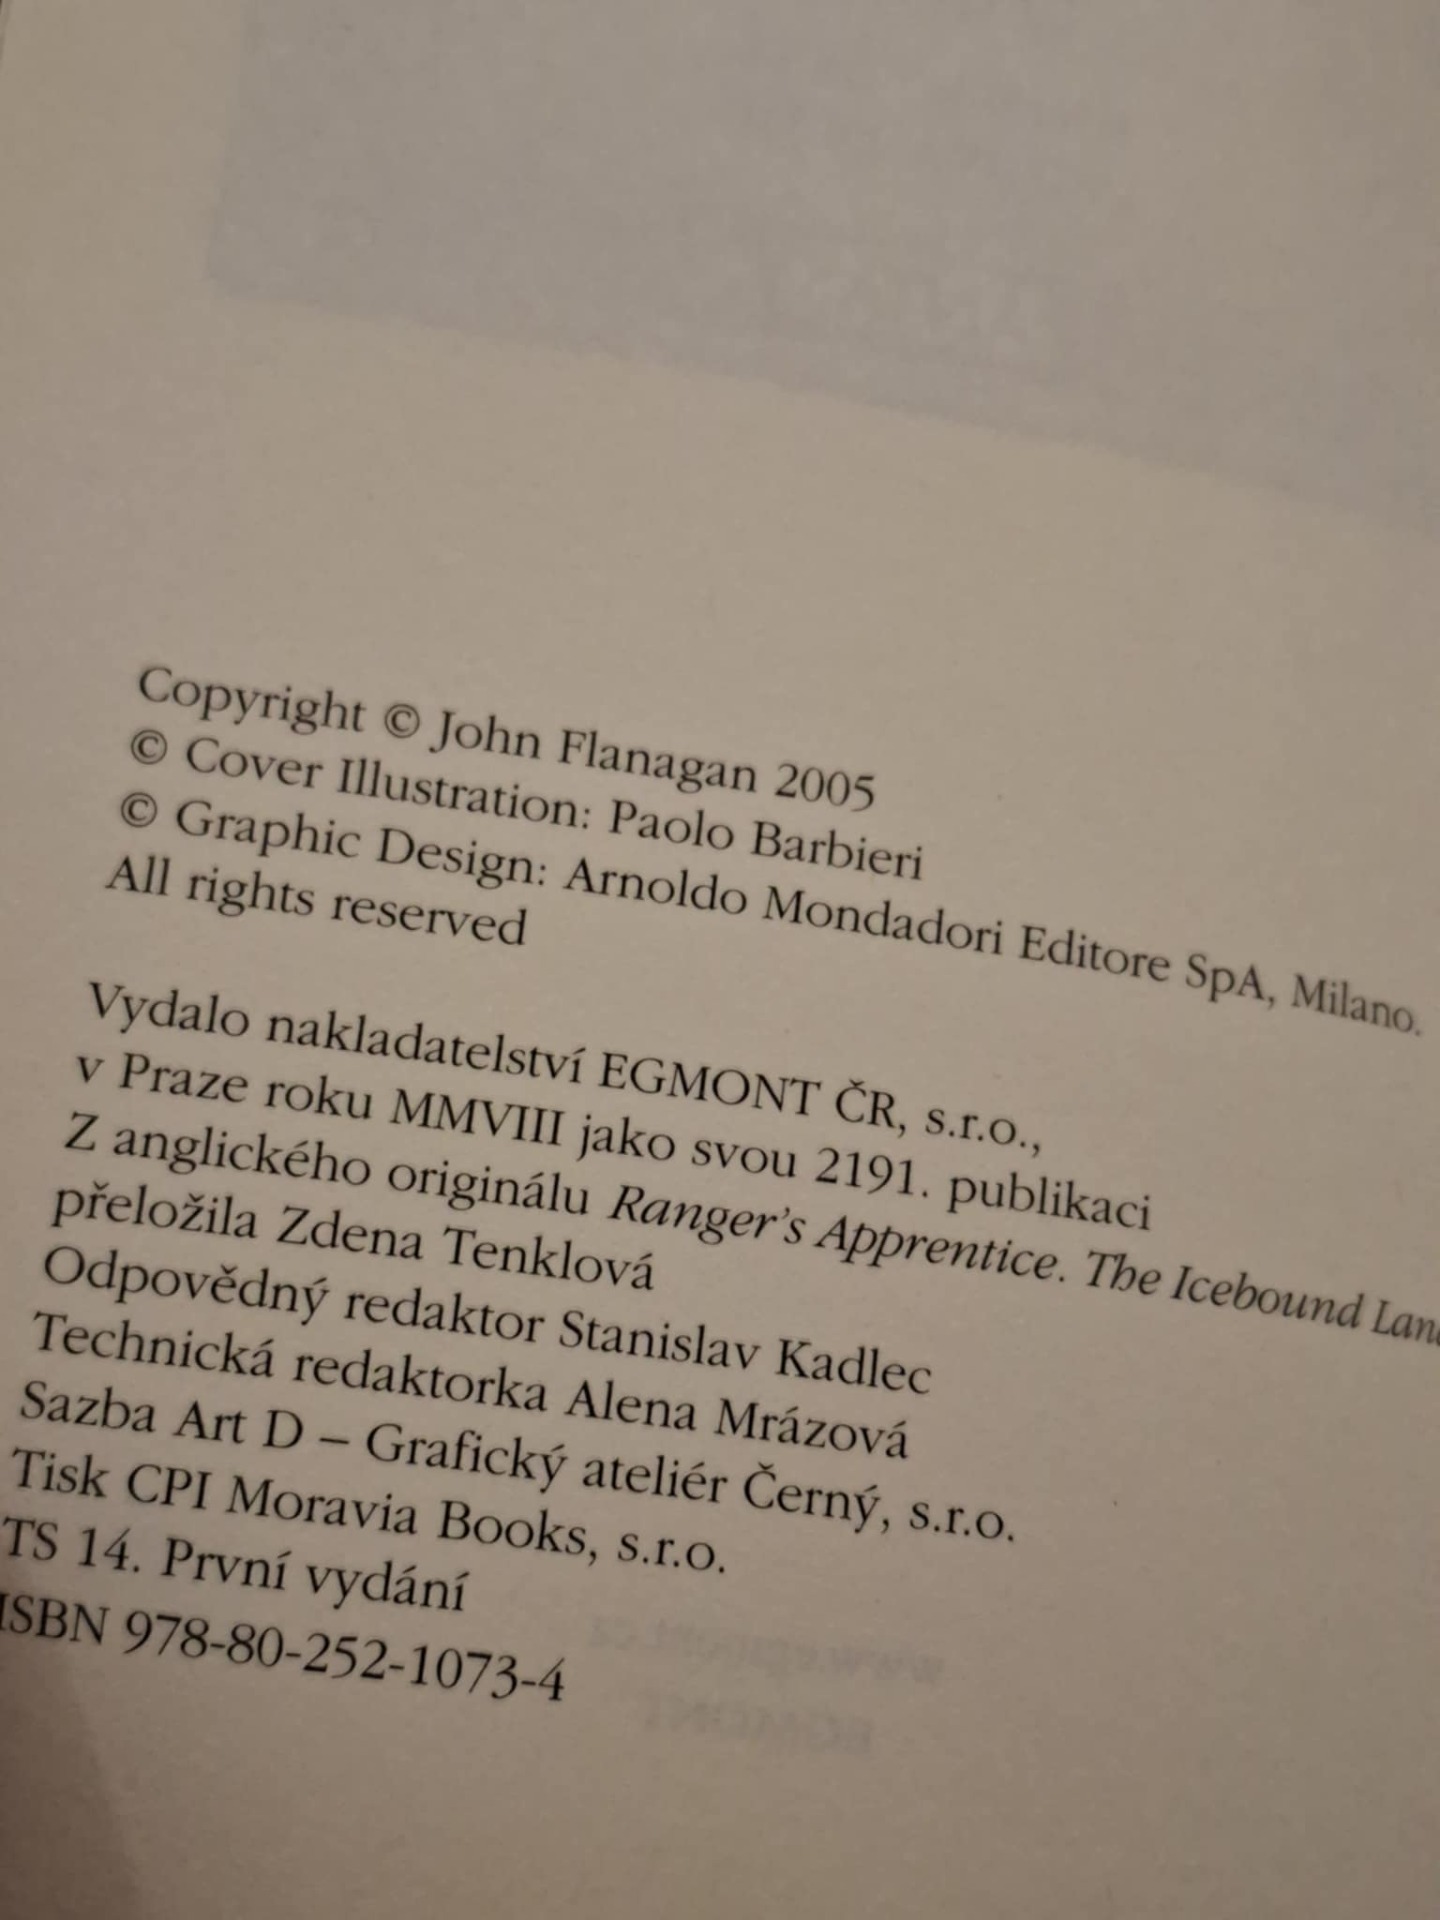 Copyright © John Flanagan 2005
© Cover Illustration: Paolo Barbieri
© Graphic Design: Arnoldo Mondadori Editore SpA, Milano.
All rights reserved
Vydalo nakladatelství EGMONT ČR, s.r.o.,
v Praze roku MMVIII jako svou 2191. publikaci
Z anglického originálu Ranger's Apprentice. The Icebound Lan
přeložila Zdena Tenklová
Odpovědný redaktor Stanislav Kadlec
Technická redaktorka Alena Mrázová
Sazba Art D – Grafický ateliér Černý, s.r.o.
Tisk CPI Moravia Books, s.r.o.
TS 14. První vydání
ISBN 978-80-252-1073-4